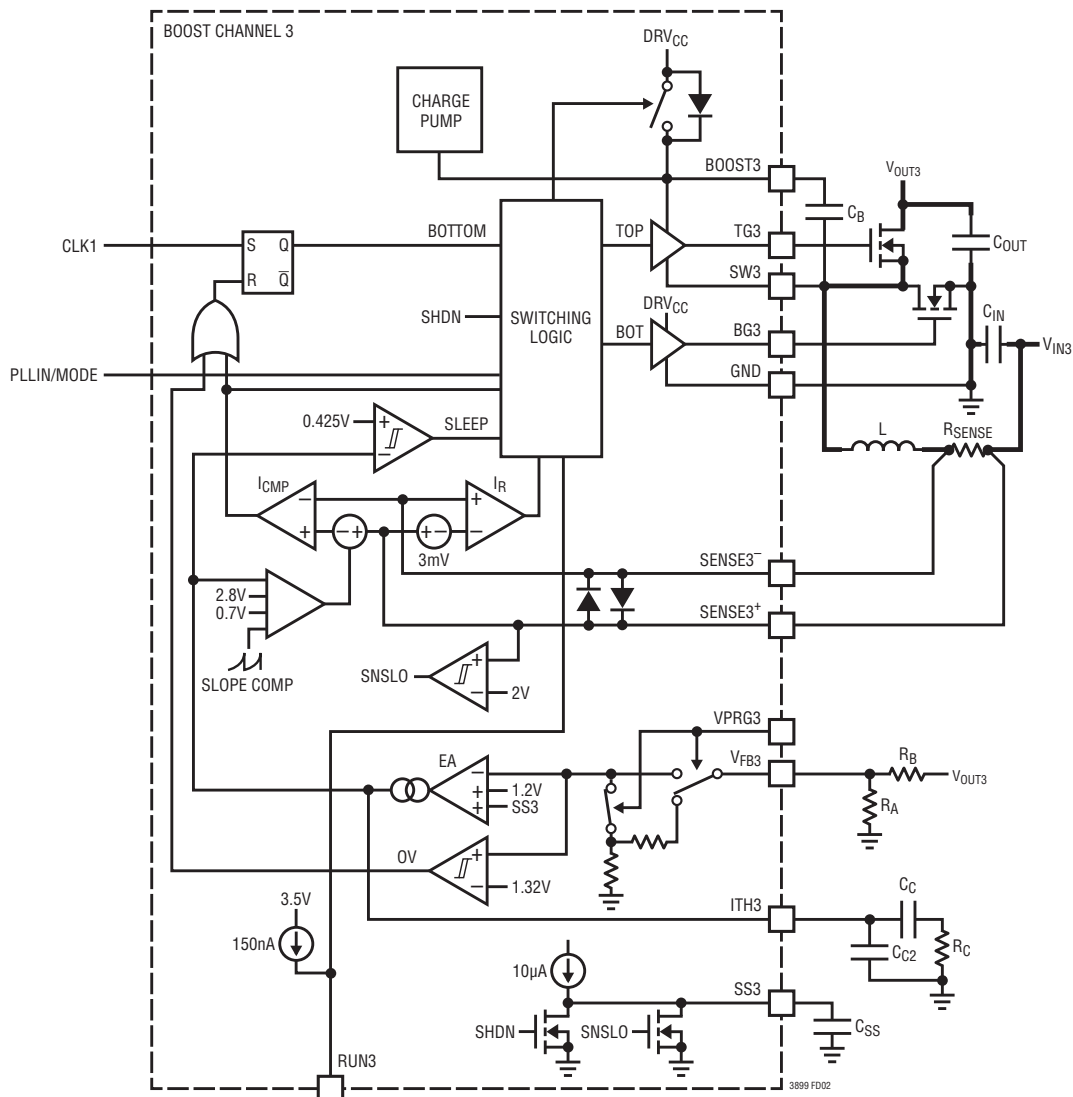 BOOST CHANNEL 3
DRVCC
CHARGE
PUMP
BOOST3
VOUT3
CB
CLK1
S Q
R Q̅
BOTTOM
TOP
TG3
COUT
SW3
SHDN
SWITCHING
LOGIC
DRVCC
BOT
BG3
CIN
VIN3
PLLIN/MODE
GND
0.425V
+
−
SLEEP
L
RSENSE
ICMP
−
+
− +
+ −
3mV
IR
+
−
SENSE3−
2.8V
0.7V
SLOPE COMP
SENSE3+
SNSLO
+
−
2V
VPRG3
EA
−
+
+
1.2V
SS3
VFB3
RB
VOUT3
RA
OV
+
−
1.32V
3.5V
150nA
ITH3
CC
CC2
RC
10µA
SS3
SHDN
SNSLO
CSS
RUN3
3899 FD02